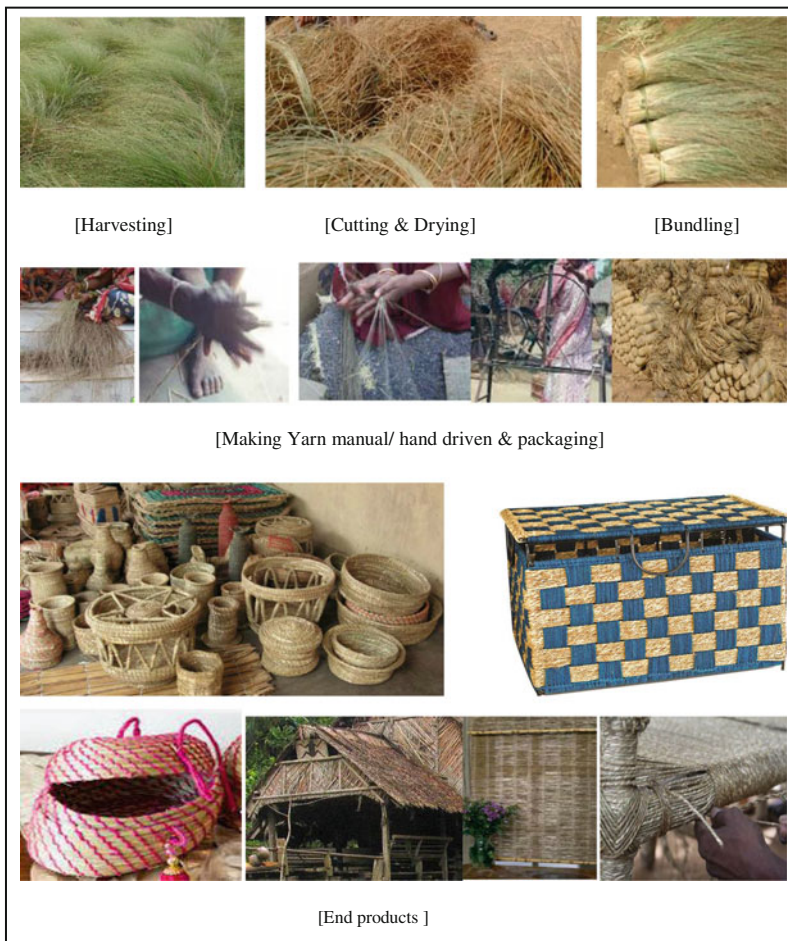 [Harvesting]
[Cutting & Drying]
[Bundling]
[Making Yarn manual/ hand driven & packaging]
[End products ]